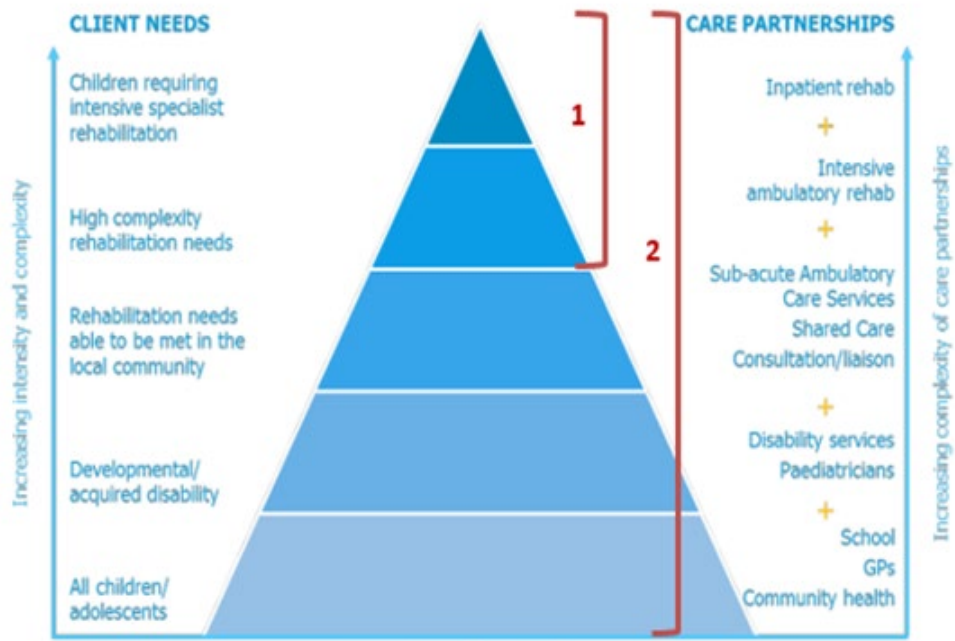 CLIENT NEEDS
Children requiring
intensive specialist
rehabilitation
High complexity
rehabilitation needs
Rehabilitation needs
able to be met in the
local community
Developmental/
acquired disability
All children/
adolescents
Increasing intensity and complexity
1
2
CARE PARTNERSHIPS
Inpatient rehab
+
Intensive
ambulatory rehab
+
Sub-acute Ambulatory
Care Services
Shared Care
Consultation/liaison
+
Disability services
Paediatricians
+
School
GPs
Community health
Increasing complexity of care partnerships